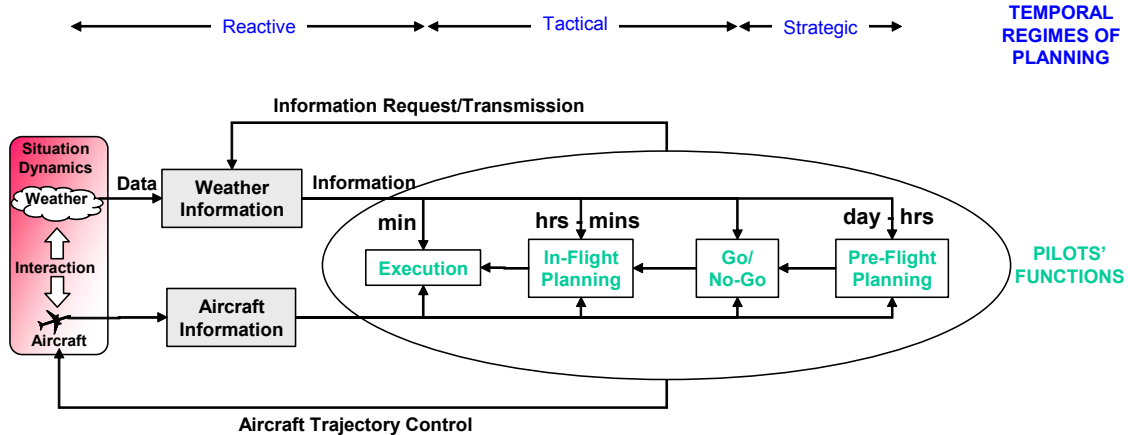 Reactive
Tactical
Strategic
TEMPORAL
REGIMES OF
PLANNING
Information Request/Transmission
Situation
Dynamics
Weather
Data
Weather
Information
Information
min
hrs - mins
day - hrs
Interaction
Execution
In-Flight
Planning
Go/
No-Go
Pre-Flight
Planning
PILOTS'
FUNCTIONS
Aircraft
Information
Aircraft
Aircraft Trajectory Control